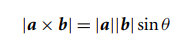 |a × b| = |a||b| sin θ